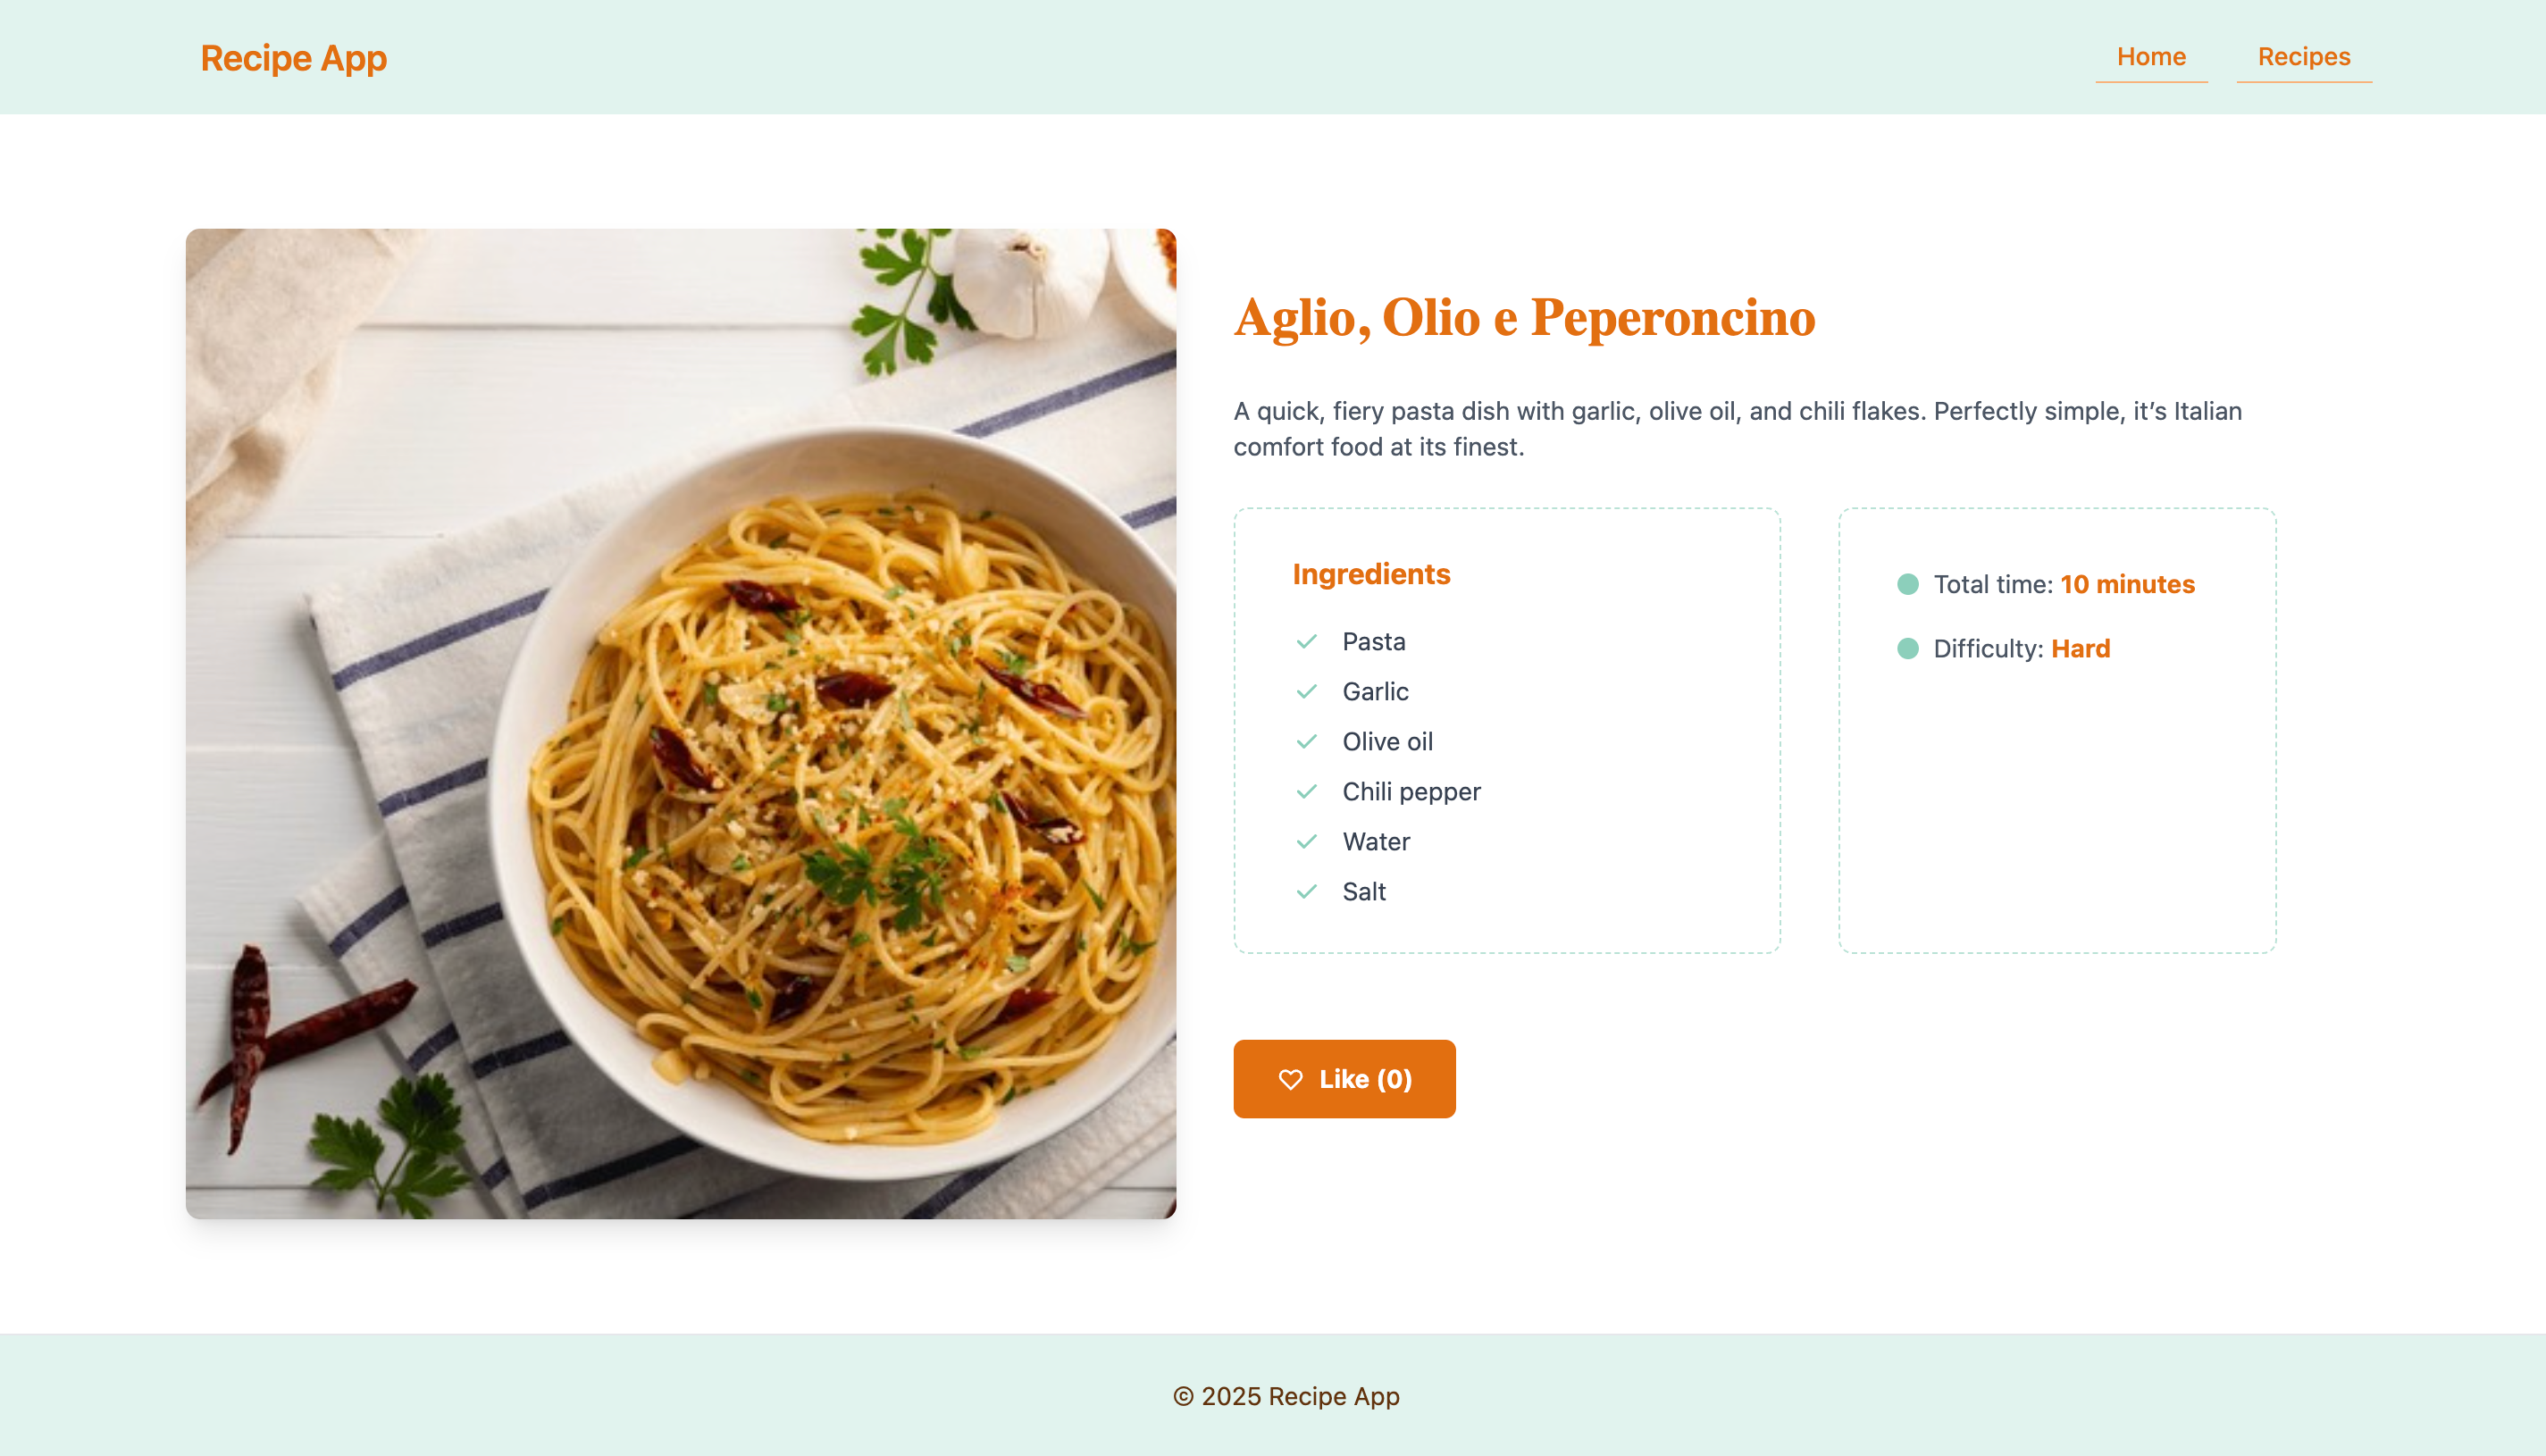 Recipe App
Home
Recipes
Aglio, Olio e Peperoncino
A quick, fiery pasta dish with garlic, olive oil, and chili flakes. Perfectly simple, it’s Italian
comfort food at its finest.
Ingredients
Pasta
Garlic
Olive oil
Chili pepper
Water
Salt
Total time: 10 minutes
Difficulty: Hard
Like (0)
© 2025 Recipe App